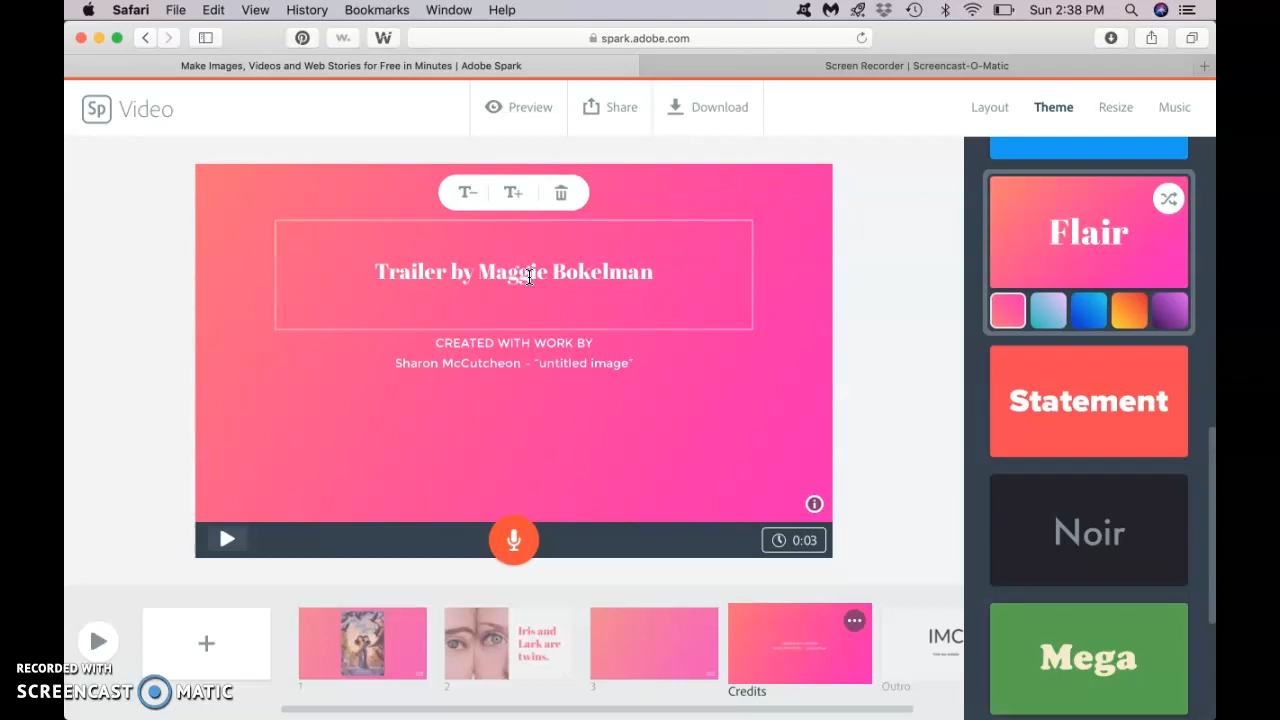 Safari File Edit View History Bookmarks Window Help Sun 2:38 PM
W. W spark.adobe.com
Make Images, Videos and Web Stories for Free in Minutes | Adobe Spark Screen Recorder | Screencast-O-Matic
Sp Video Preview Share Download Layout Theme Resize Music
T- T+
Flair
Trailer by Maggie Bokelman
CREATED WITH WORK BY
Sharon McCutcheon - "untitled image"
Statement
Noir
0:03
Iris and
Lark are
twins.
IMC
Mega
1 2 3 Credits Outro
RECORDED WITH
SCREENCAST MATIC